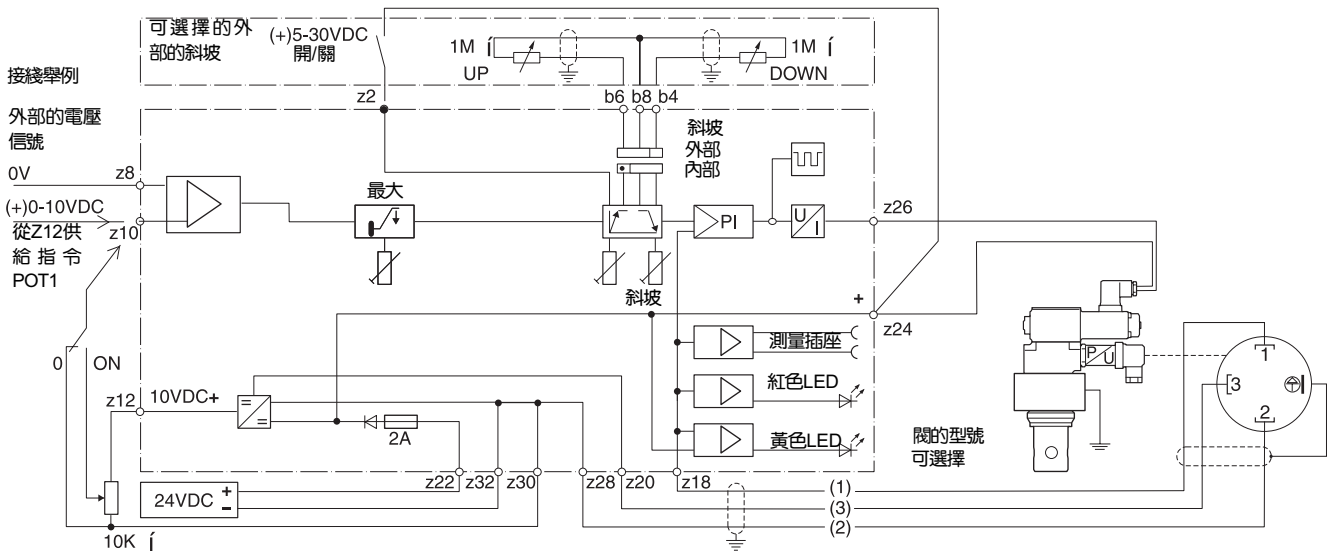 可選擇的外
部的斜坡
(+)5-30VDC
開/關
1M Í
UP
1M Í
DOWN
接綫舉例
z2
b6 b8 b4
外部的電壓
信號
斜坡
外部
內部
0V
z8
(+)0-10VDC
z10
從Z12供
給指令
POT1
最大
PI
U
I
z26
斜坡
+
z24
測量插座
紅色LED
黃色LED
0
ON
z12
10VDC+
=
=
2A
P
U
1
3
2
閥的型號
可選擇
z22 z32 z30 z28 z20 z18
24VDC
+
-
(1)
(3)
(2)
10K Í